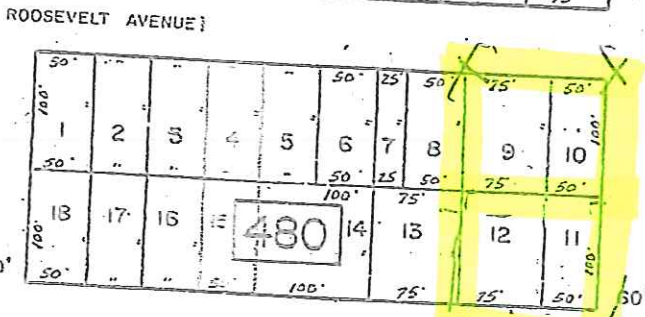 75'
ROOSEVELT AVENUE
50' " " " " 50' 25' 50' 75' 50'
100' 1 2 3 4 5 6 7 8 9 10 100'
50' " " " " 50' 25 50' 75 50'
100' 75'
100' 18 17 16 480 14 13 12 11 100'
50' " " 50' 100' 75' 75' 50' 60